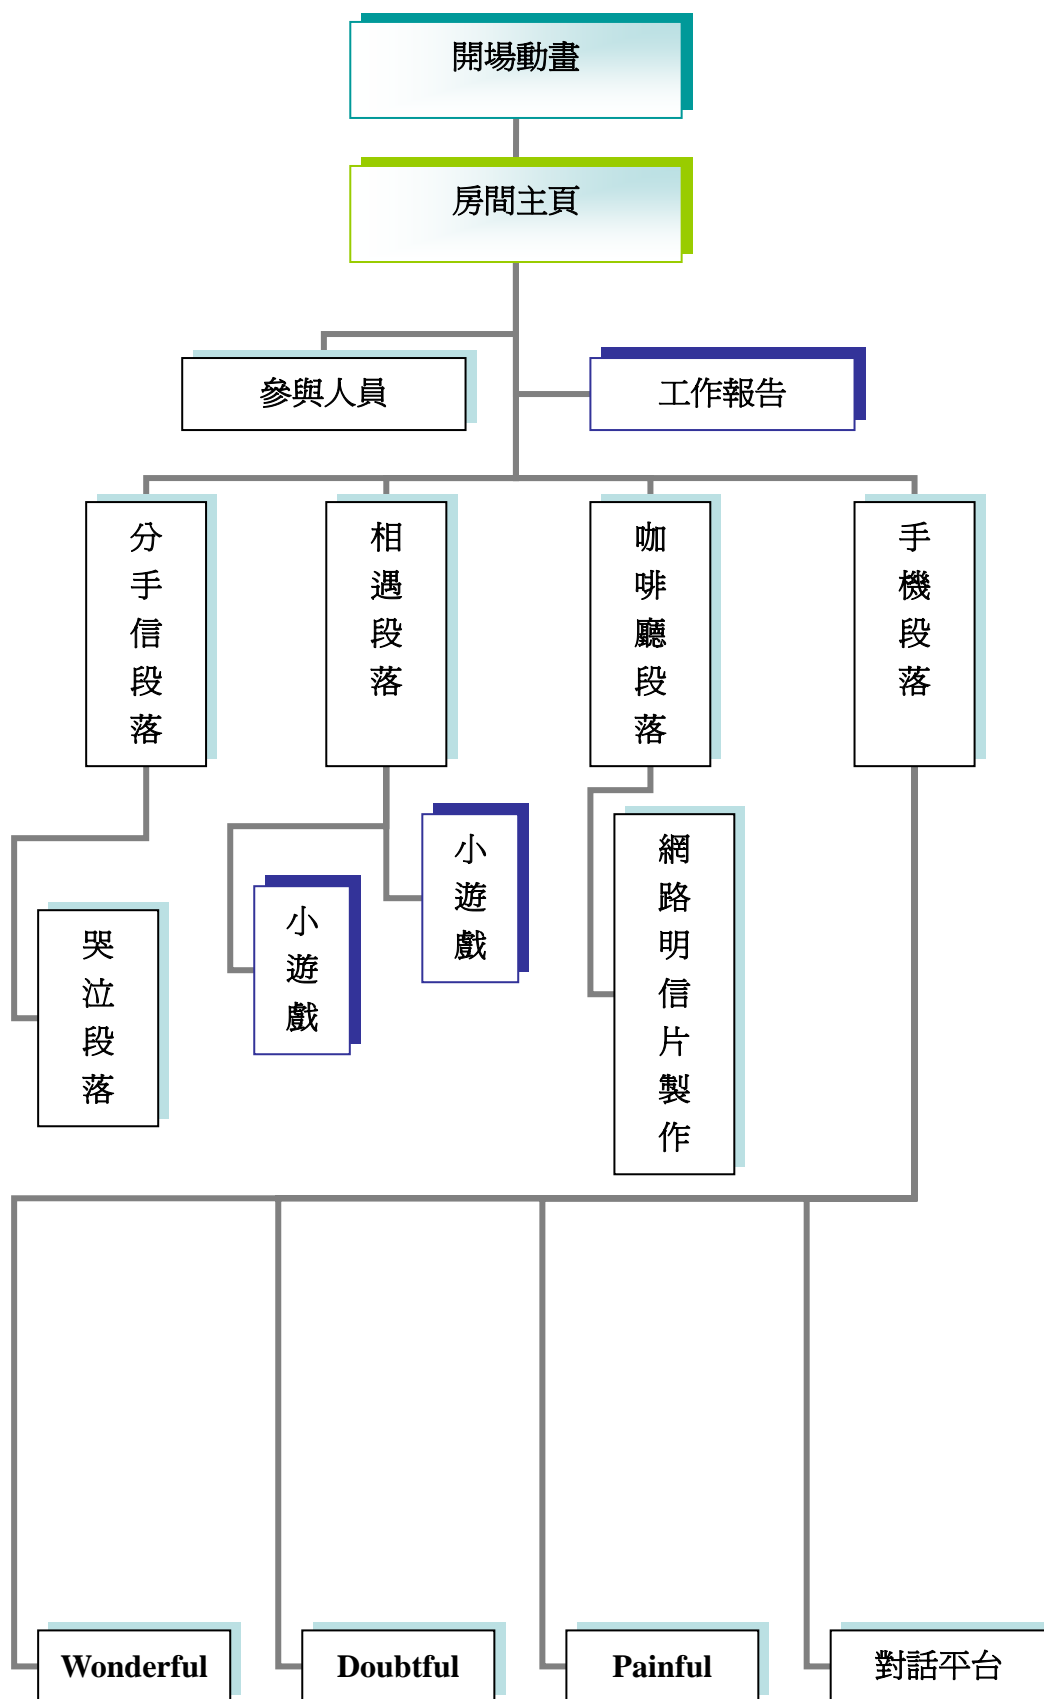 開場動畫
房間主頁
參與人員
工作報告
分手信段落
相遇段落
咖啡廳段落
手機段落
哭泣段落
小遊戲
小遊戲
網路明信片製作
Wonderful
Doubtful
Painful
對話平台